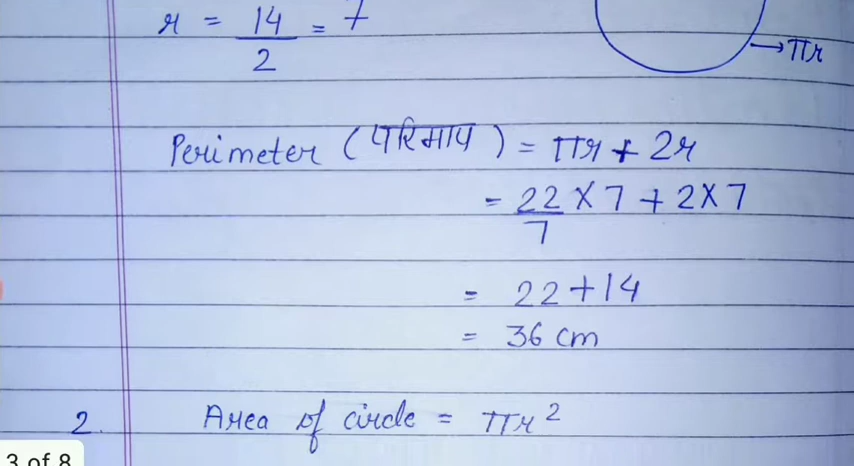 r = 14/2 = 7
→πr
Perimeter (परिमाप) = πr + 2r
= 22/7 × 7 + 2×7
= 22+14
= 36 cm
2. Area of circle = πr²
3 of 8